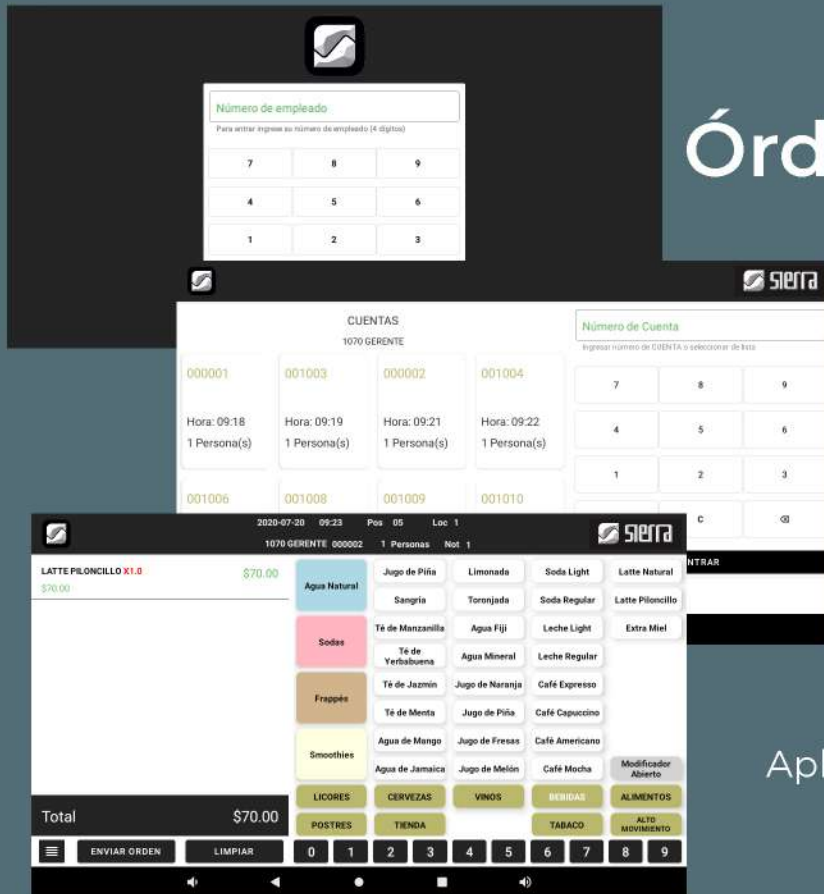 Número de empleado
Para entrar ingrese su número de empleado (4 dígitos)
7 8 9
4 5 6
1 2 3
Órd
sierra
CUENTAS
1070 GERENTE
Número de Cuenta
Ingresar número de CUENTA o seleccionar de lista
000001 001003 000002 001004
Hora: 09:18 Hora: 09:19 Hora: 09:21 Hora: 09:22
1 Persona(s) 1 Persona(s) 1 Persona(s) 1 Persona(s)
001006 001008 001009 001010
7 8 9
4 5 6
1 2 3
C
NTRAR
2020-07-20 09:23 Pos 05 Loc 1
1070 GERENTE 000002 1 Personas Not 1
sierra
LATTE PILONCILLO X1.0 $70.00
$70.00
Agua Natural
Sodas
Frappés
Smoothies
Jugo de Piña Limonada Soda Light Latte Natural
Sangría Toronjada Soda Regular Latte Piloncillo
Té de Manzanilla Agua Fiji Leche Light Extra Miel
Té de Yerbabuena Agua Mineral Leche Regular
Té de Jazmín Jugo de Naranja Café Expresso
Té de Menta Jugo de Piña Café Capuccino
Agua de Mango Jugo de Fresas Café Americano
Agua de Jamaica Jugo de Melón Café Mocha Modificador Abierto
LICORES CERVEZAS VINOS BEBIDAS ALIMENTOS
POSTRES TIENDA TABACO ALTO MOVIMIENTO
Total $70.00
ENVIAR ORDEN LIMPIAR 0 1 2 3 4 5 6 7 8 9
Apl